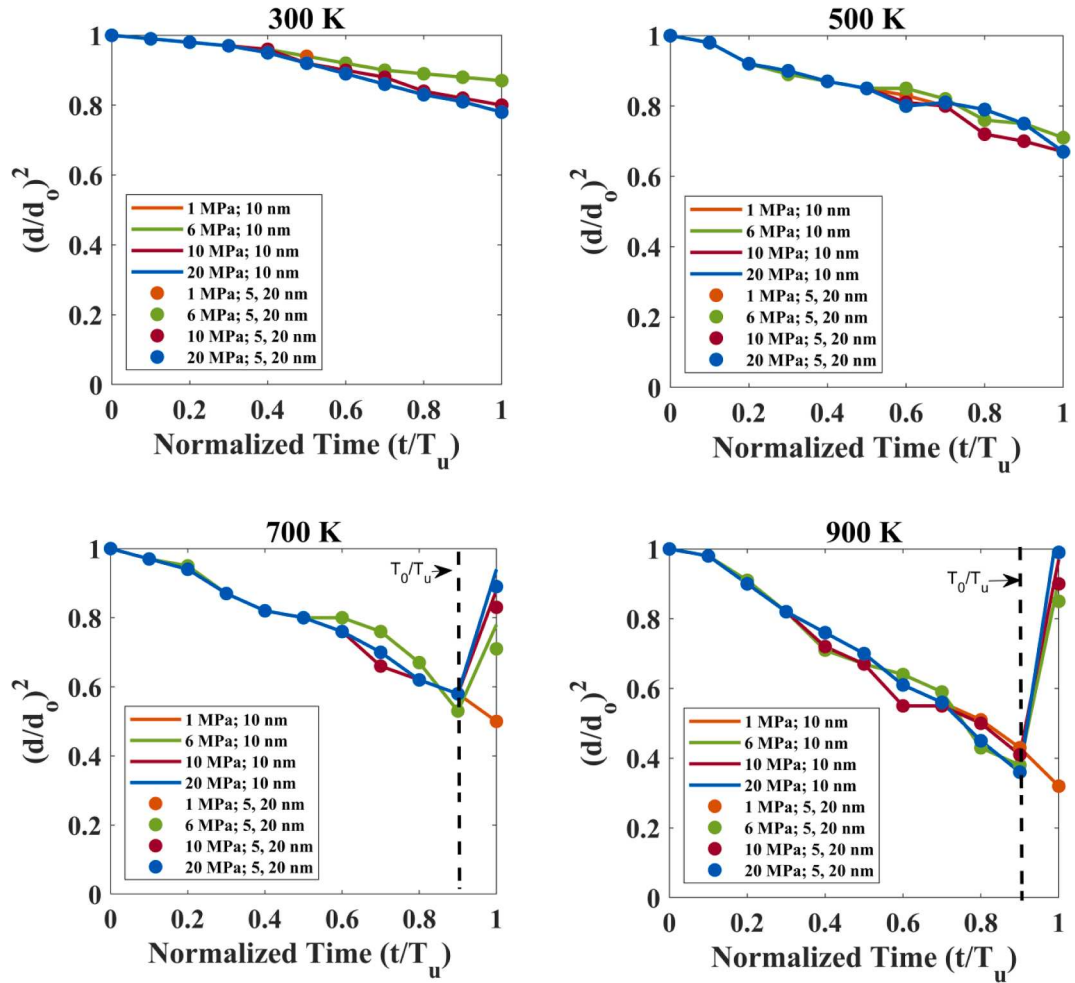 300 K
1
0.8
0.6
0.4
0.2
0
(d/d_o)^2
1 MPa; 10 nm
6 MPa; 10 nm
10 MPa; 10 nm
20 MPa; 10 nm
1 MPa; 5, 20 nm
6 MPa; 5, 20 nm
10 MPa; 5, 20 nm
20 MPa; 5, 20 nm
0 0.2 0.4 0.6 0.8 1
Normalized Time (t/T_u)
500 K
1
0.8
0.6
0.4
0.2
0
(d/d_o)^2
1 MPa; 10 nm
6 MPa; 10 nm
10 MPa; 10 nm
20 MPa; 10 nm
1 MPa; 5, 20 nm
6 MPa; 5, 20 nm
10 MPa; 5, 20 nm
20 MPa; 5, 20 nm
0 0.2 0.4 0.6 0.8 1
Normalized Time (t/T_u)
700 K
1
0.8
0.6
0.4
0.2
0
(d/d_o)^2
T_0/T_u
1 MPa; 10 nm
6 MPa; 10 nm
10 MPa; 10 nm
20 MPa; 10 nm
1 MPa; 5, 20 nm
6 MPa; 5, 20 nm
10 MPa; 5, 20 nm
20 MPa; 5, 20 nm
0 0.2 0.4 0.6 0.8 1
Normalized Time (t/T_u)
900 K
1
0.8
0.6
0.4
0.2
0
(d/d_o)^2
T_0/T_u
1 MPa; 10 nm
6 MPa; 10 nm
10 MPa; 10 nm
20 MPa; 10 nm
1 MPa; 5, 20 nm
6 MPa; 5, 20 nm
10 MPa; 5, 20 nm
20 MPa; 5, 20 nm
0 0.2 0.4 0.6 0.8 1
Normalized Time (t/T_u)